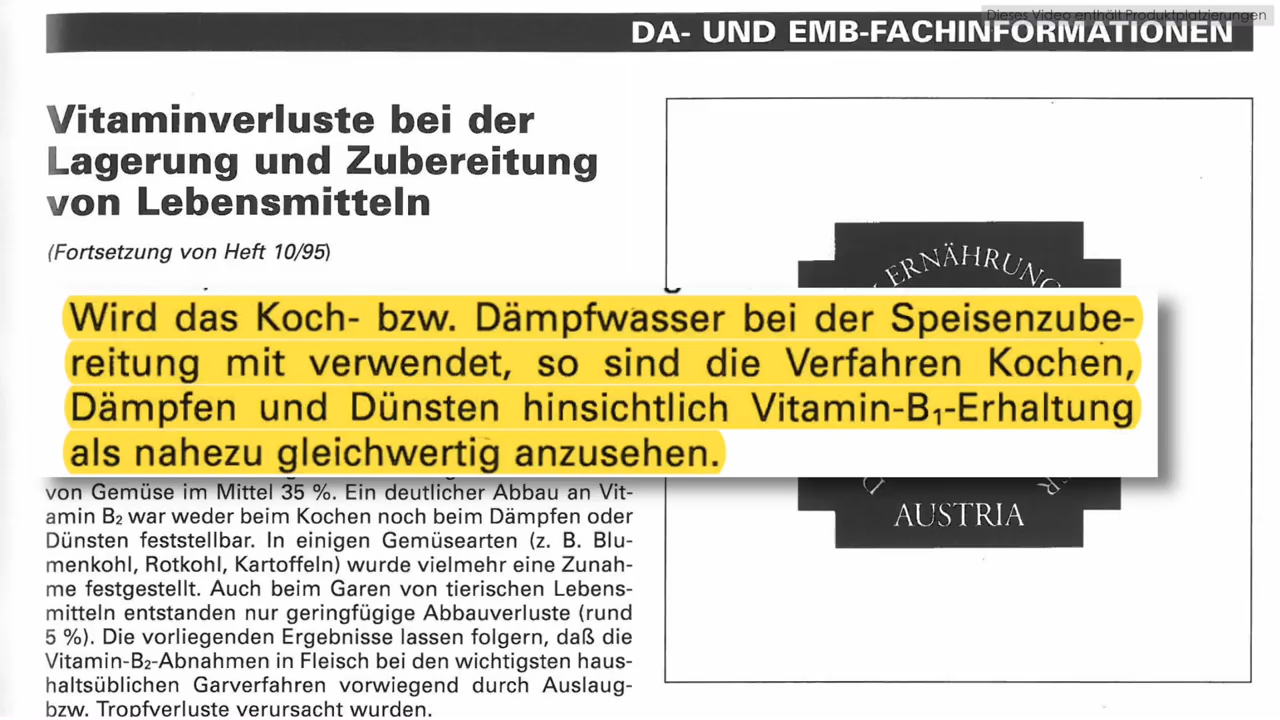 Dieses Video enthält Produktplatzierungen
DA- UND EMB-FACHINFORMATIONEN
Vitaminverluste bei der
Lagerung und Zubereitung
von Lebensmitteln
(Fortsetzung von Heft 10/95)
Wird das Koch- bzw. Dämpfwasser bei der Speisenzube-
reitung mit verwendet, so sind die Verfahren Kochen,
Dämpfen und Dünsten hinsichtlich Vitamin-B₁-Erhaltung
als nahezu gleichwertig anzusehen.
von Gemüse im Mittel 35 %. Ein deutlicher Abbau an Vit-
amin B₂ war weder beim Kochen noch beim Dämpfen oder
Dünsten feststellbar. In einigen Gemüsearten (z. B. Blu-
menkohl, Rotkohl, Kartoffeln) wurde vielmehr eine Zunah-
me festgestellt. Auch beim Garen von tierischen Lebens-
mitteln entstanden nur geringfügige Abbauverluste (rund
5 %). Die vorliegenden Ergebnisse lassen folgern, daß die
Vitamin-B₂-Abnahmen in Fleisch bei den wichtigsten haus-
haltsüblichen Garverfahren vorwiegend durch Auslaug-
bzw. Tropfverluste verursacht wurden.
AUSTRIA